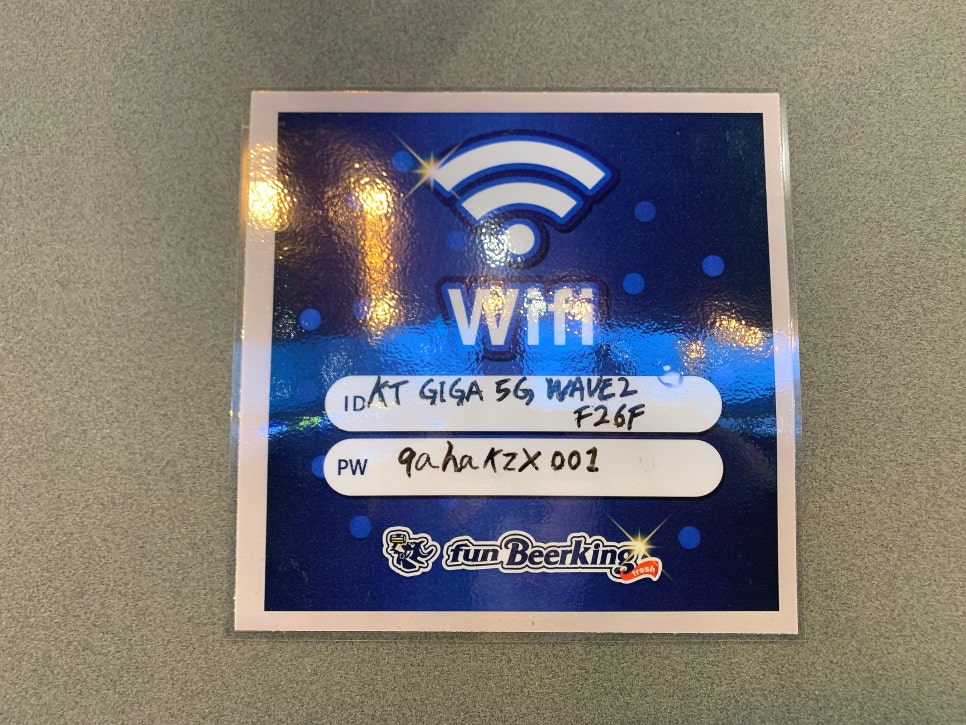 Wifi
ID KT GIGA 5G WAVE2
F26F
PW 9ahaKZX001
fun Beerking
fresh